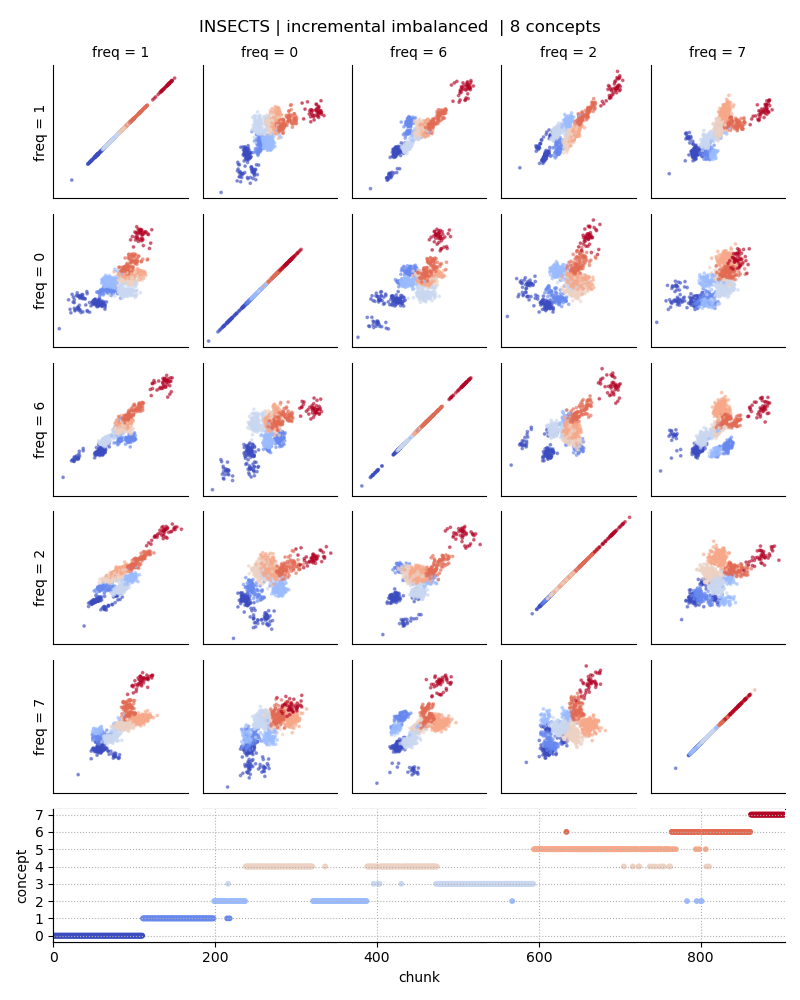 INSECTS | incremental imbalanced | 8 concepts
freq = 1 freq = 0 freq = 6 freq = 2 freq = 7
freq = 1
freq = 0
freq = 6
freq = 2
freq = 7
7
6
5
4
3
2
1
0
concept
0 200 400 600 800
chunk